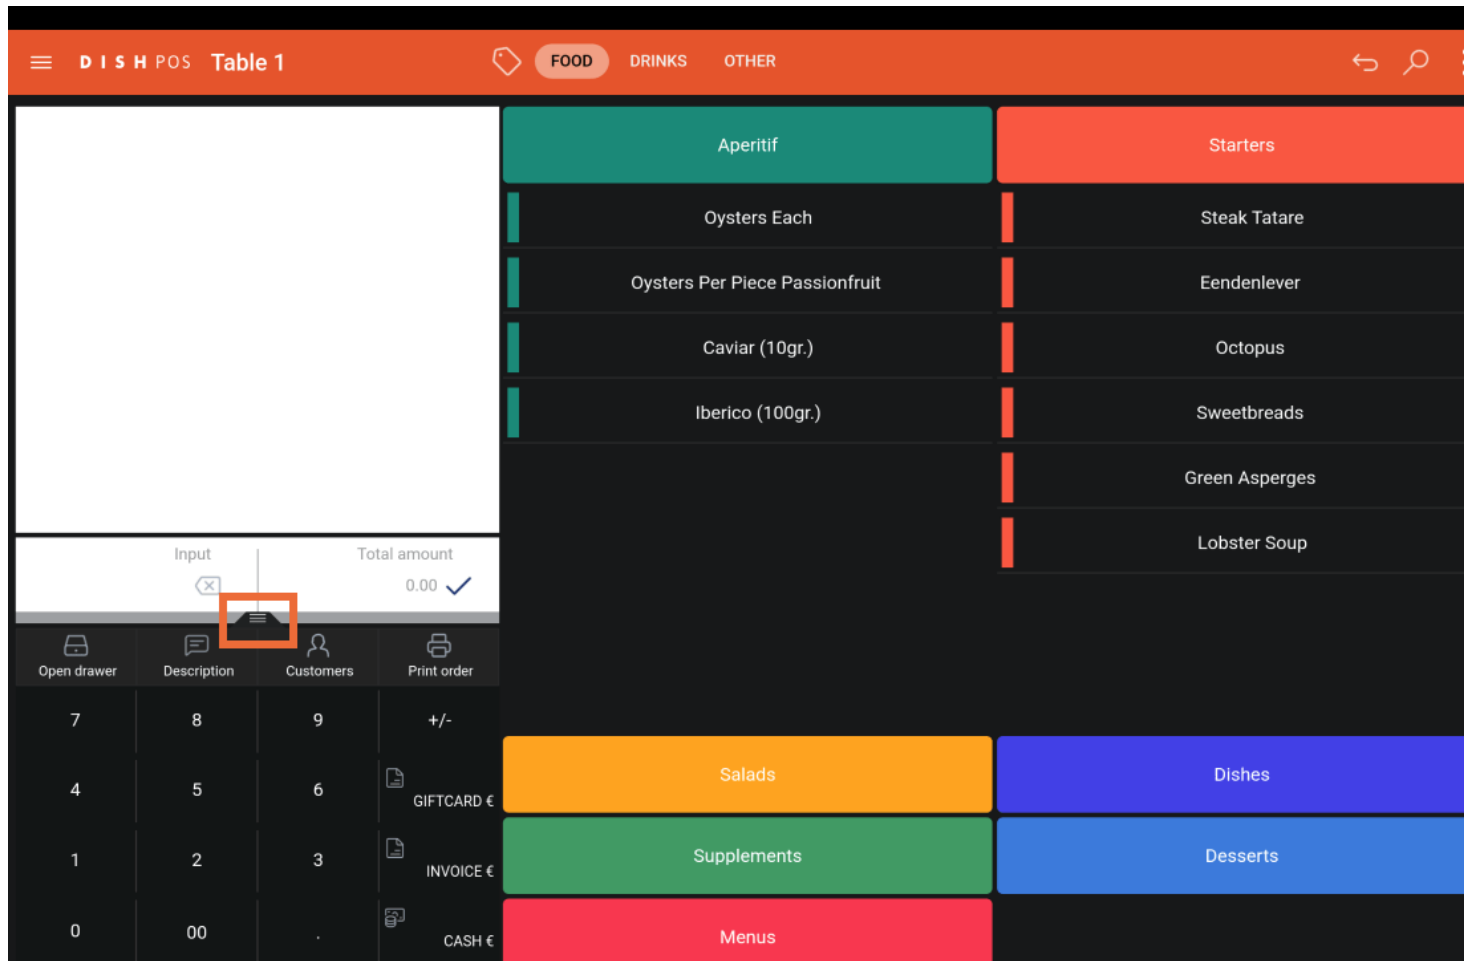 DISH POS Table 1
FOOD DRINKS OTHER
Aperitif
Starters
Oysters Each
Steak Tatare
Oysters Per Piece Passionfruit
Eendenlever
Caviar (10gr.)
Octopus
Iberico (100gr.)
Sweetbreads
Green Asperges
Lobster Soup
Input
Total amount
0.00
Open drawer
Description
Customers
Print order
7 8 9 +/-
4 5 6 GIFTCARD €
1 2 3 INVOICE €
0 00 . CASH €
Salads
Dishes
Supplements
Desserts
Menus